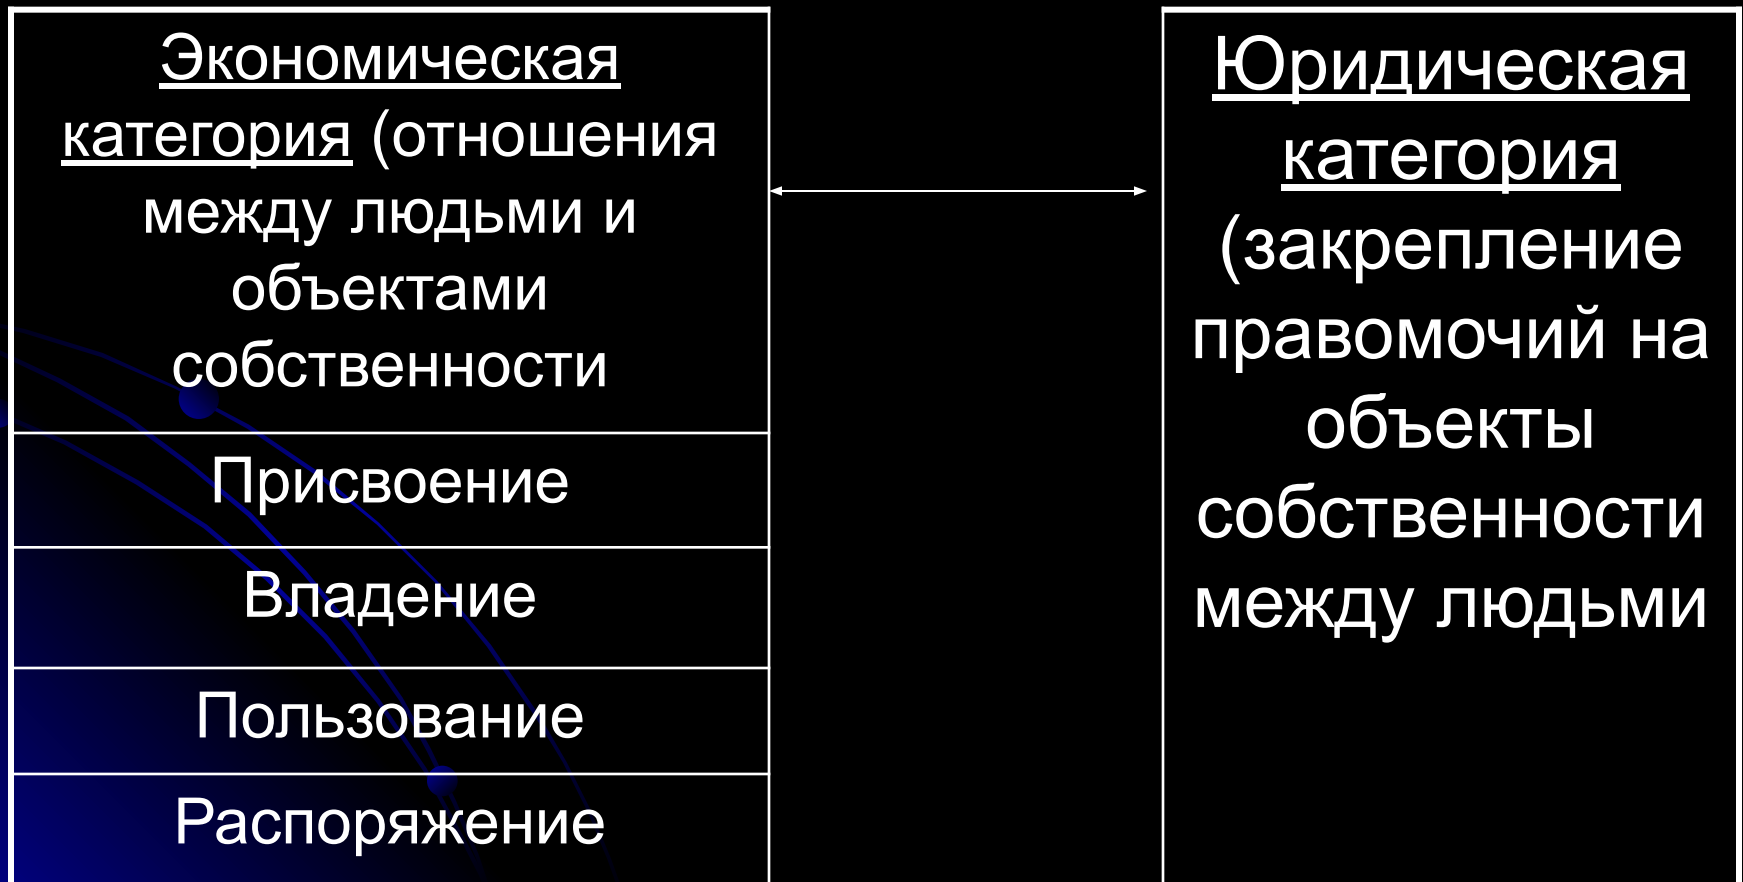 Экономическая
категория (отношения
между людьми и
объектами
собственности
Присвоение
Владение
Пользование
Распоряжение
Юридическая
категория
(закрепление
правомочий на
объекты
собственности
между людьми